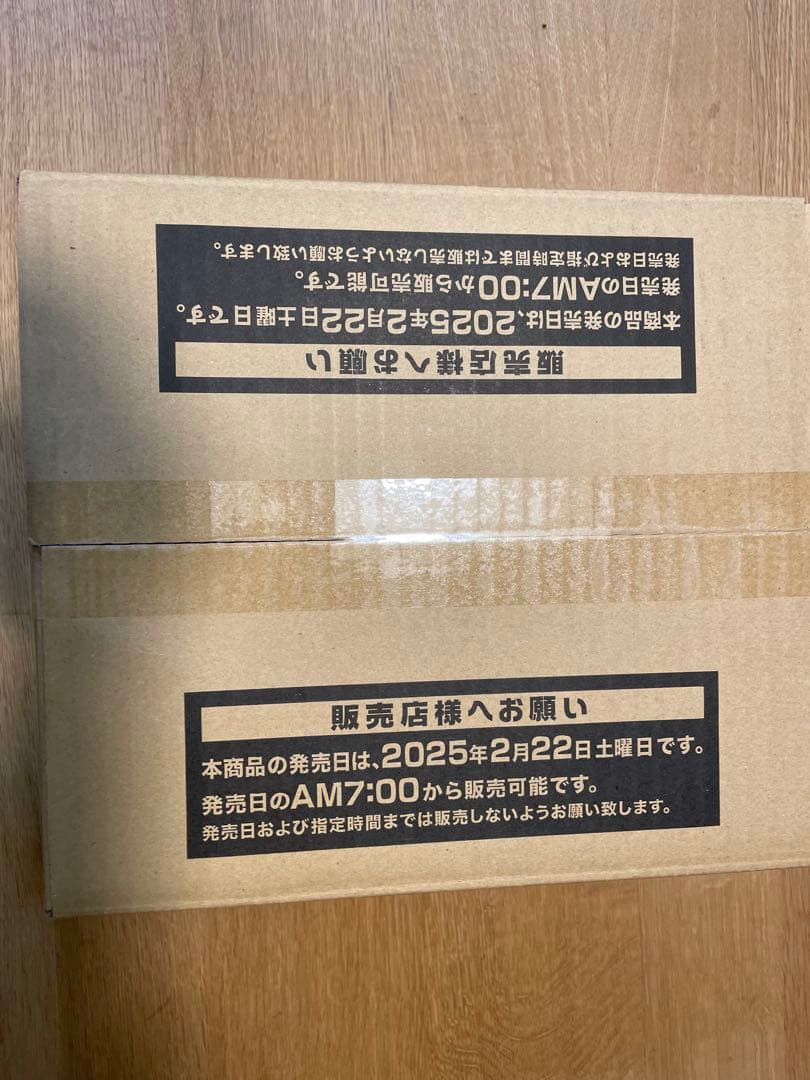 販売店様へお願い
本商品の発売日は、2025年2月22日土曜日です。
発売日のAM7:00から販売可能です。
発売日および指定時間までは販売しないようお願い致します。
販売店様へお願い
本商品の発売日は、2025年2月22日土曜日です。
発売日のAM7:00から販売可能です。
発売日および指定時間までは販売しないようお願い致します。